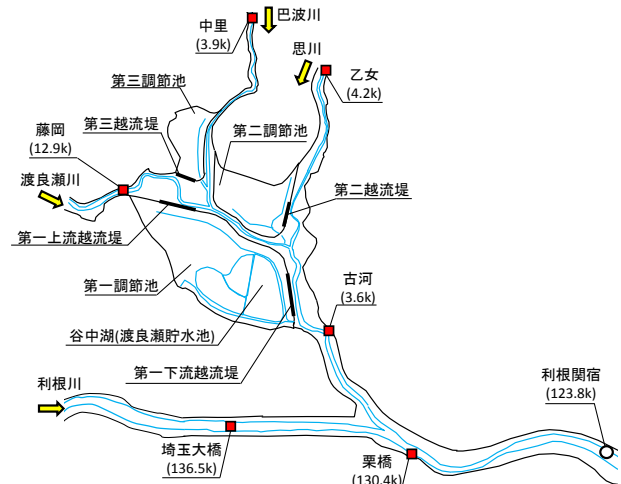 中里
(3.9k)
巴波川
思川
乙女
(4.2k)
第三調節池
第三越流堤
第二調節池
藤岡
(12.9k)
渡良瀬川
第二越流堤
第一上流越流堤
第一調節池
古河
(3.6k)
谷中湖(渡良瀬貯水池)
第一下流越流堤
利根川
利根関宿
(123.8k)
埼玉大橋
(136.5k)
栗橋
(130.4k)